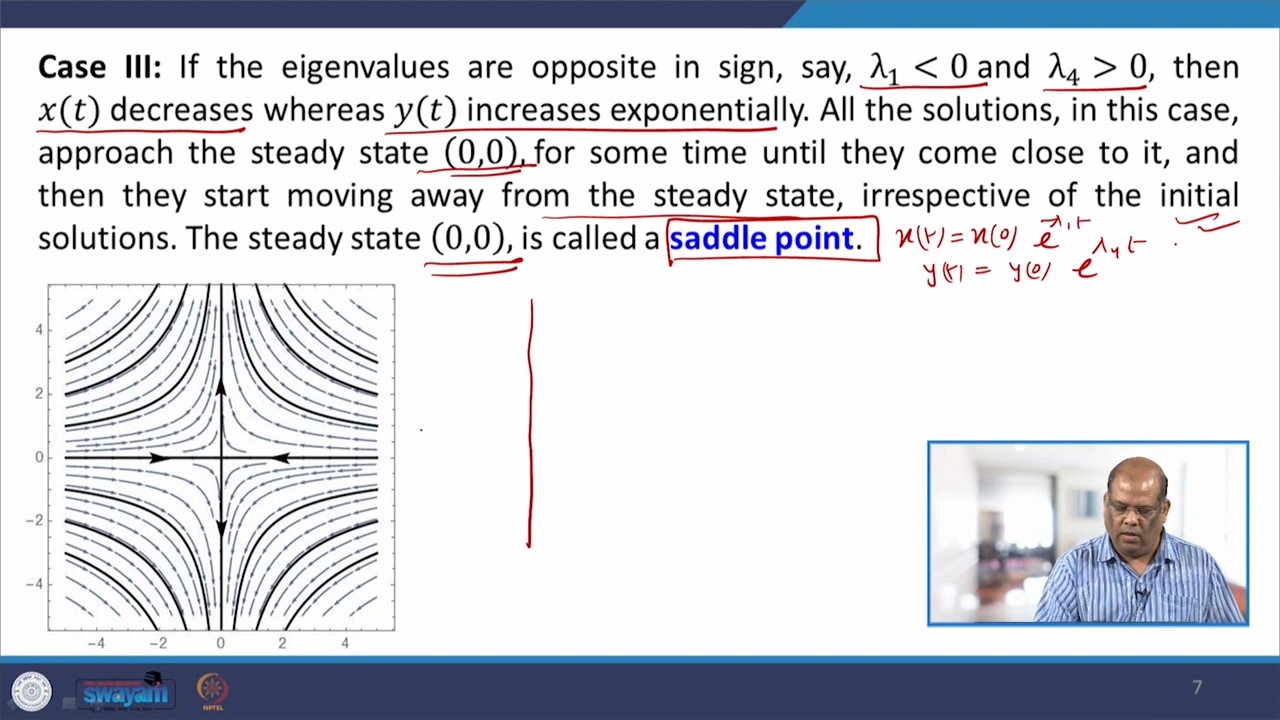 Case III: If the eigenvalues are opposite in sign, say, λ₁ < 0 and λ₄ > 0, then
x(t) decreases whereas y(t) increases exponentially. All the solutions, in this case,
approach the steady state (0,0), for some time until they come close to it, and
then they start moving away from the steady state, irrespective of the initial
solutions. The steady state (0,0), is called a saddle point.
x(t) = x(0) e^λ₁t
y(t) = y(0) e^λ₄t
4
2
0
−2
−4
−4 −2 0 2 4
swayam
NPTEL
7